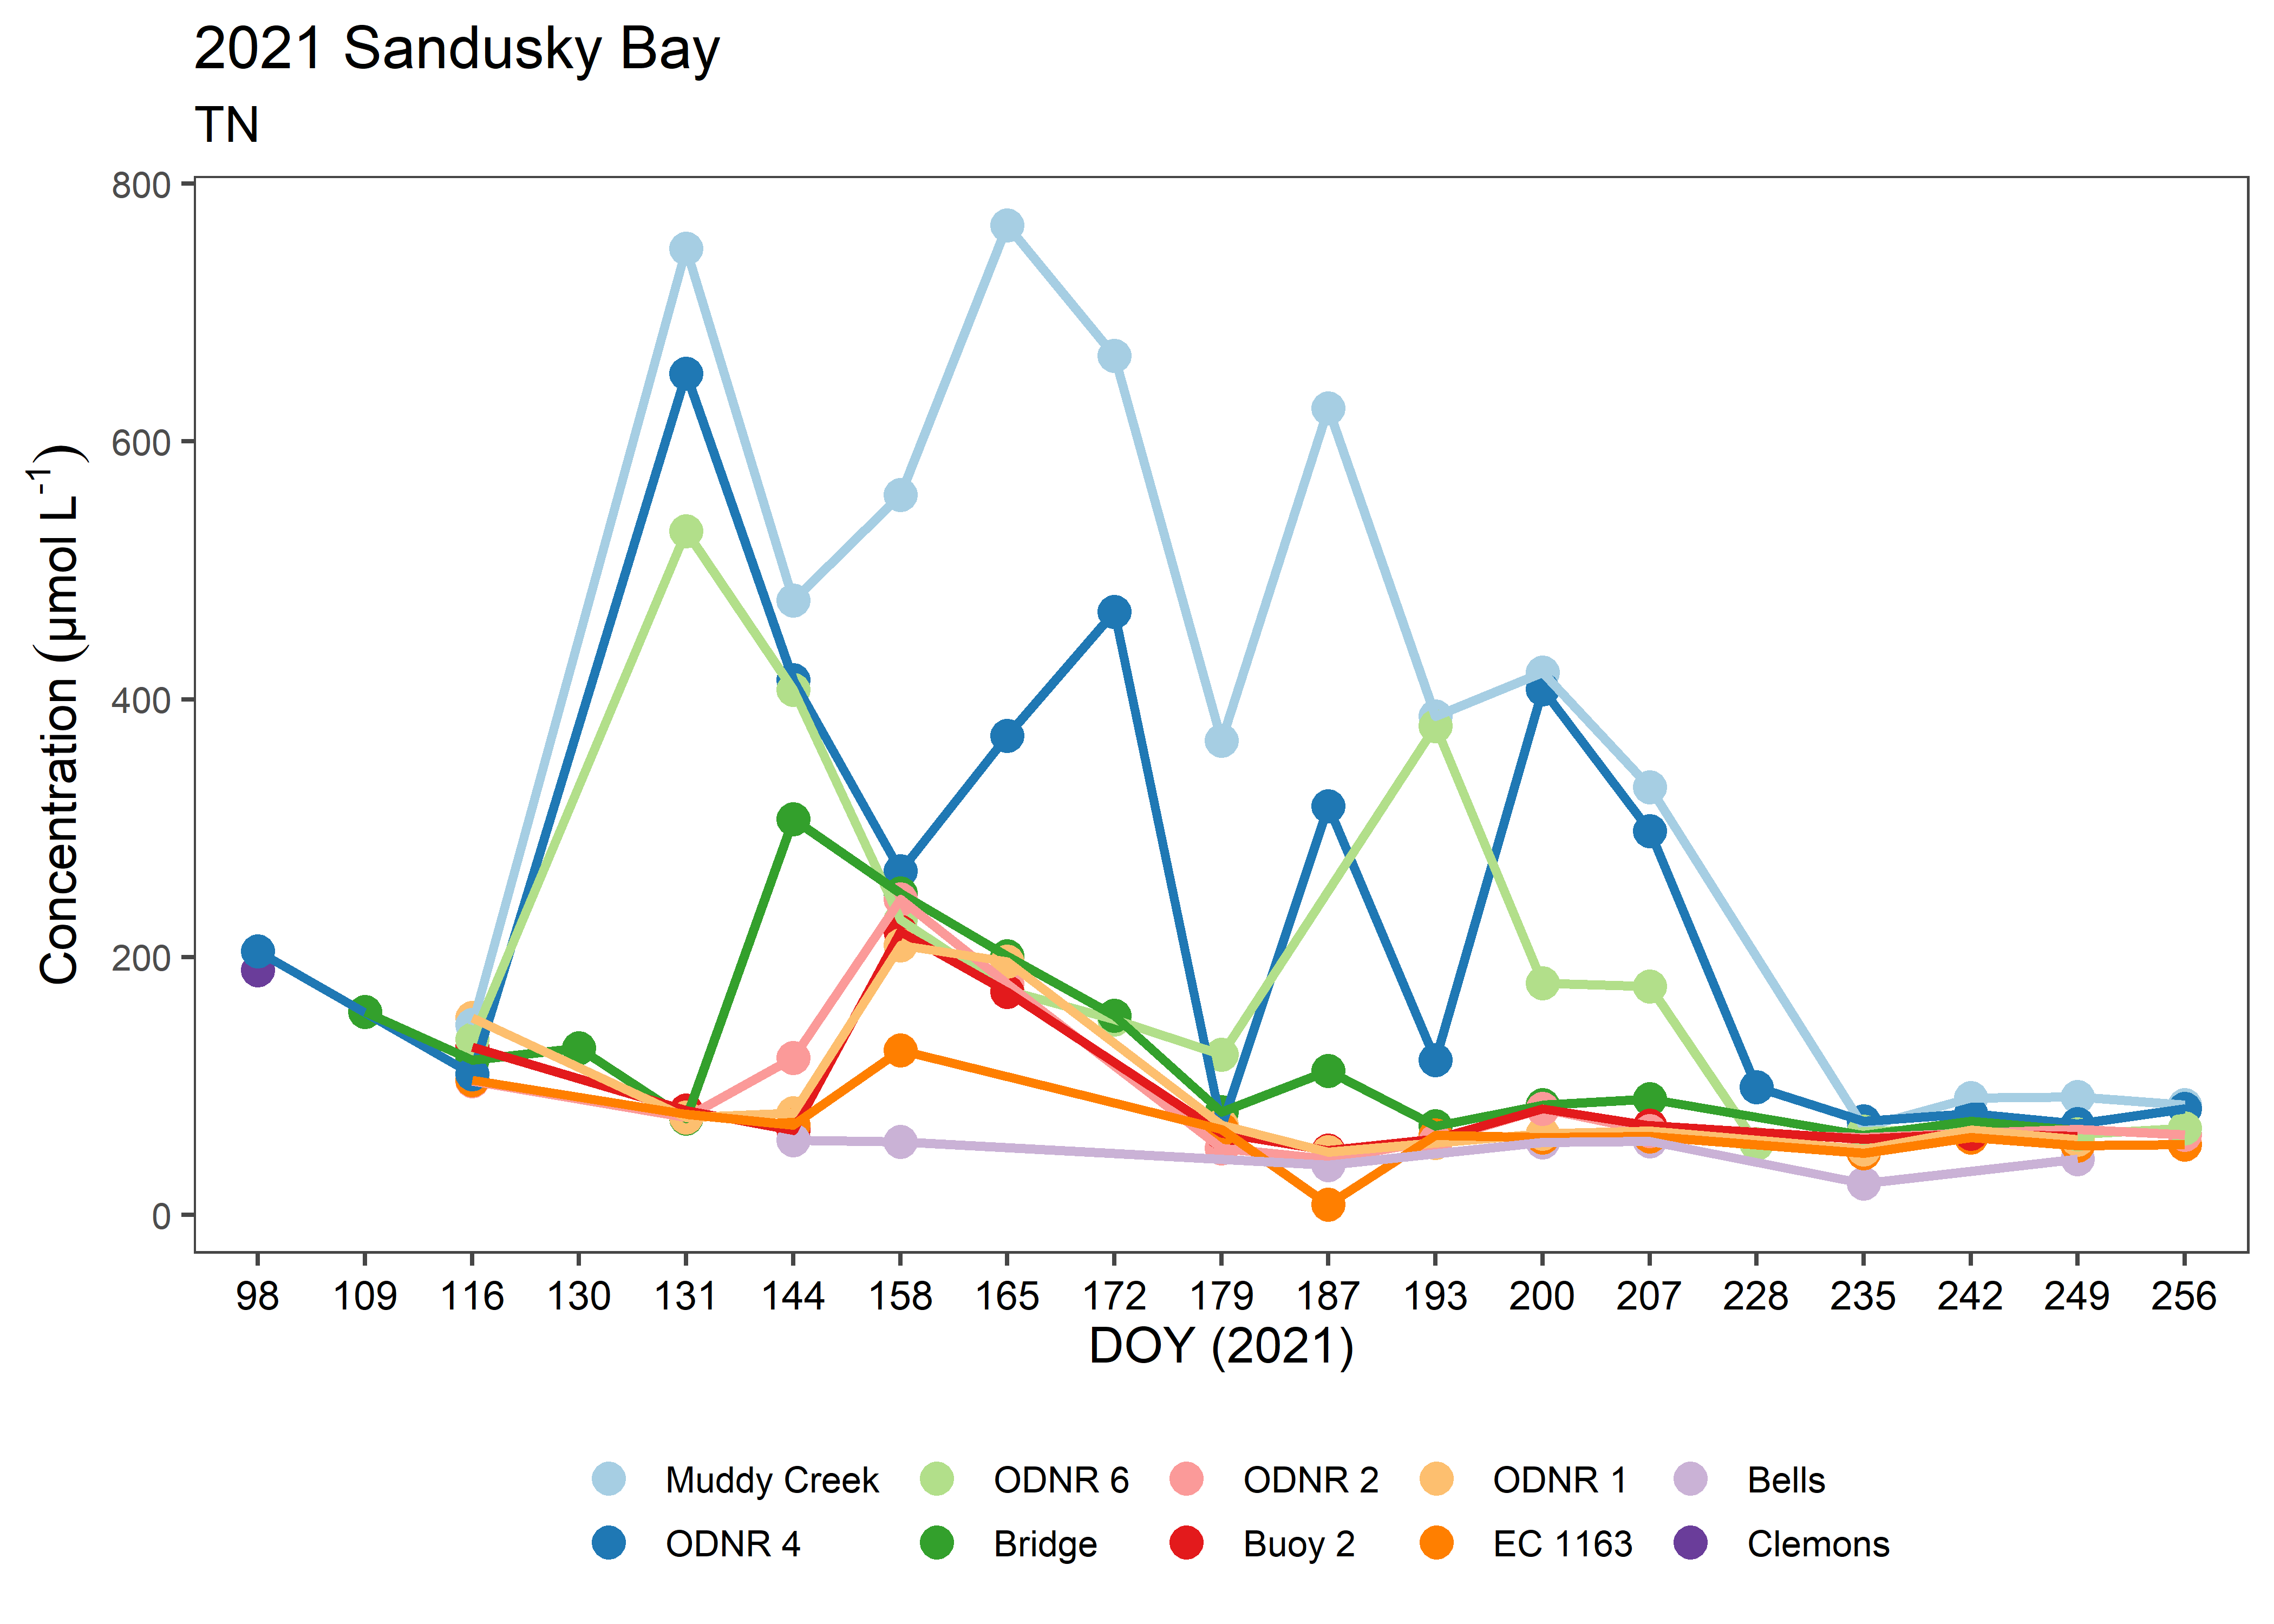 2021 Sandusky Bay
TN
Concentration (µmol L⁻¹)
800
600
400
200
0
98 109 116 130 131 144 158 165 172 179 187 193 200 207 228 235 242 249 256
DOY (2021)
Muddy Creek ODNR 6 ODNR 2 ODNR 1 Bells
ODNR 4 Bridge Buoy 2 EC 1163 Clemons